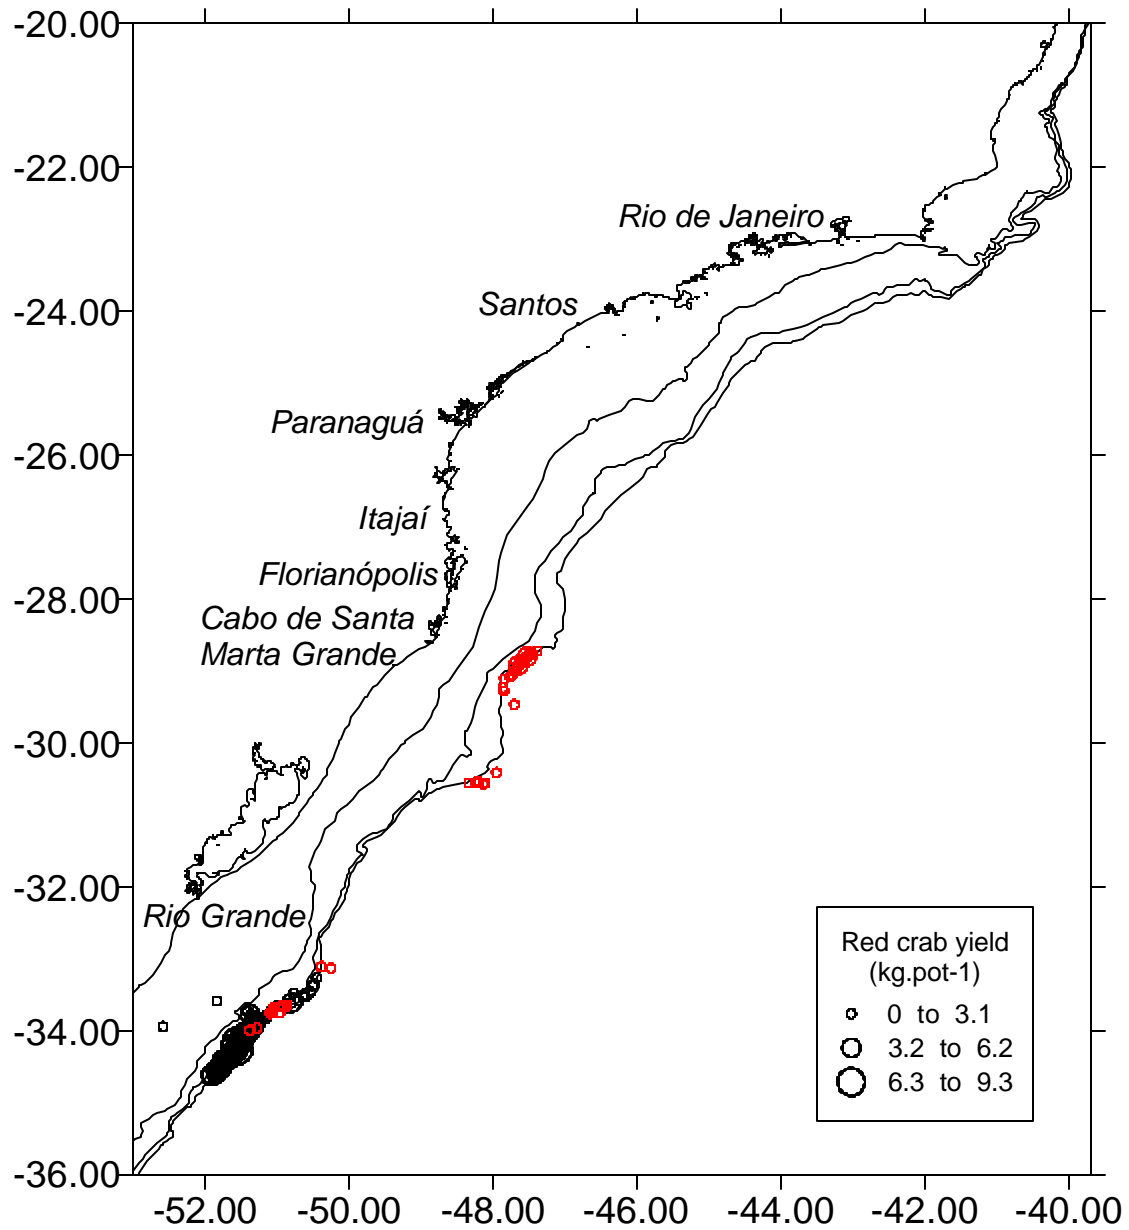 -20.00
-22.00
Rio de Janeiro
Santos
-24.00
Paranaguá
-26.00
Itajaí
Florianópolis
-28.00
Cabo de Santa
Marta Grande
-30.00
-32.00
Rio Grande
Red crab yield
(kg.pot-1)
0 to 3.1
3.2 to 6.2
6.3 to 9.3
-34.00
-36.00
-52.00 -50.00 -48.00 -46.00 -44.00 -42.00 -40.00